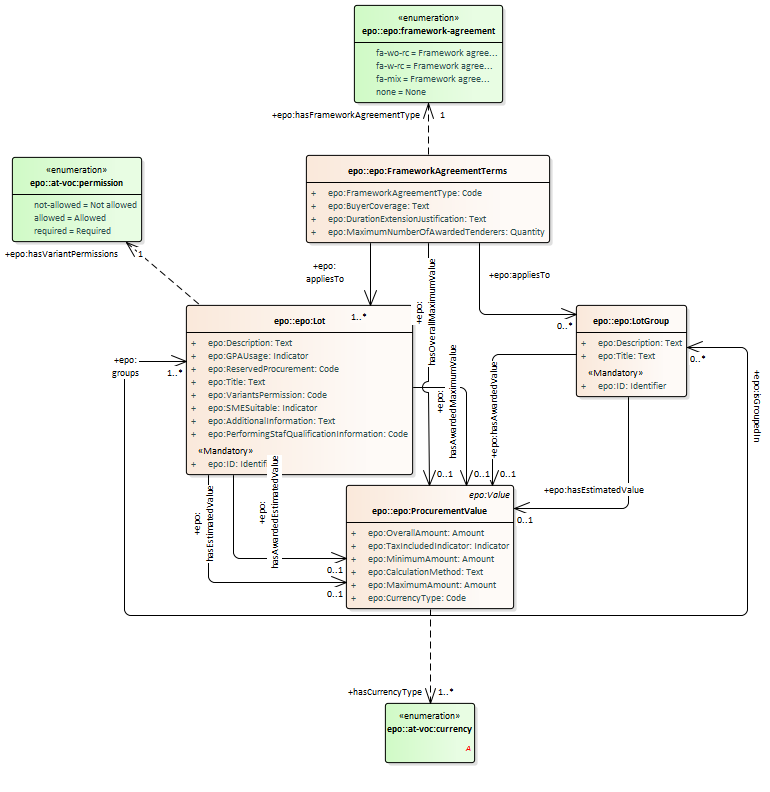 «enumeration»
epo::epo:framework-agreement
fa-wo-rc = Framework agree...
fa-w-rc = Framework agree...
fa-mix = Framework agree...
none = None
+epo:hasFrameworkAgreementType
1
«enumeration»
epo::at-voc:permission
not-allowed = Not allowed
allowed = Allowed
required = Required
+epo:hasVariantPermissions
1
epo::epo:FrameworkAgreementTerms
+ epo:FrameworkAgreementType: Code
+ epo:BuyerCoverage: Text
+ epo:DurationExtensionJustification: Text
+ epo:MaximumNumberOfAwardedTenderers: Quantity
+epo:
appliesTo
1..*
+epo:
hasOverallMaximumValue
0..1
+epo:appliesTo
0..*
epo::epo:Lot
+ epo:Description: Text
+ epo:GPAUsage: Indicator
+ epo:ReservedProcurement: Code
+ epo:Title: Text
+ epo:VariantsPermission: Code
+ epo:SMESuitable: Indicator
+ epo:AdditionalInformation: Text
+ epo:PerformingStafQualificationInformation: Code
«Mandatory»
+ epo:ID: Identif
epo::epo:LotGroup
+ epo:Description: Text
+ epo:Title: Text
«Mandatory»
+ epo:ID: Identifier
+epo:
groups
1..*
+epo:isGroupedIn
0..*
+epo:
hasAwardedMaximumValue
0..1
+epo:hasAwardedValue
0..1
+epo:hasEstimatedValue
0..1
+epo:
hasEstimatedValue
0..1
+epo:
hasAwardedEstimatedValue
0..1
epo:Value
epo::epo:ProcurementValue
+ epo:OverallAmount: Amount
+ epo:TaxIncludedIndicator: Indicator
+ epo:MinimumAmount: Amount
+ epo:CalculationMethod: Text
+ epo:MaximumAmount: Amount
+ epo:CurrencyType: Code
+hasCurrencyType
1..*
«enumeration»
epo::at-voc:currency
A